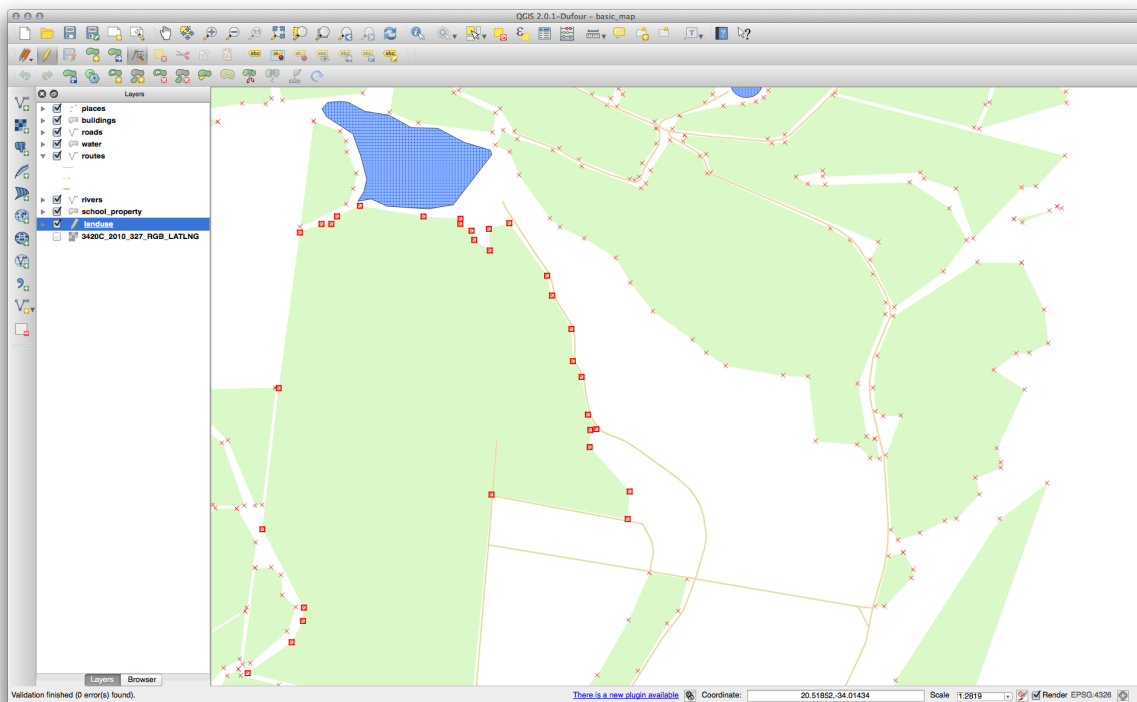 QGIS 2.0.1-Dufour - basic_map
Layers
places
buildings
roads
water
routes
rivers
school_property
landuse
3420C_2010_327_RGB_LATLNG
Layers
Browser
Validation finished (0 error(s) found).
There is a new plugin available
Coordinate:
20.51852,-34.01434
Scale
1:2819
Render
EPSG:4326